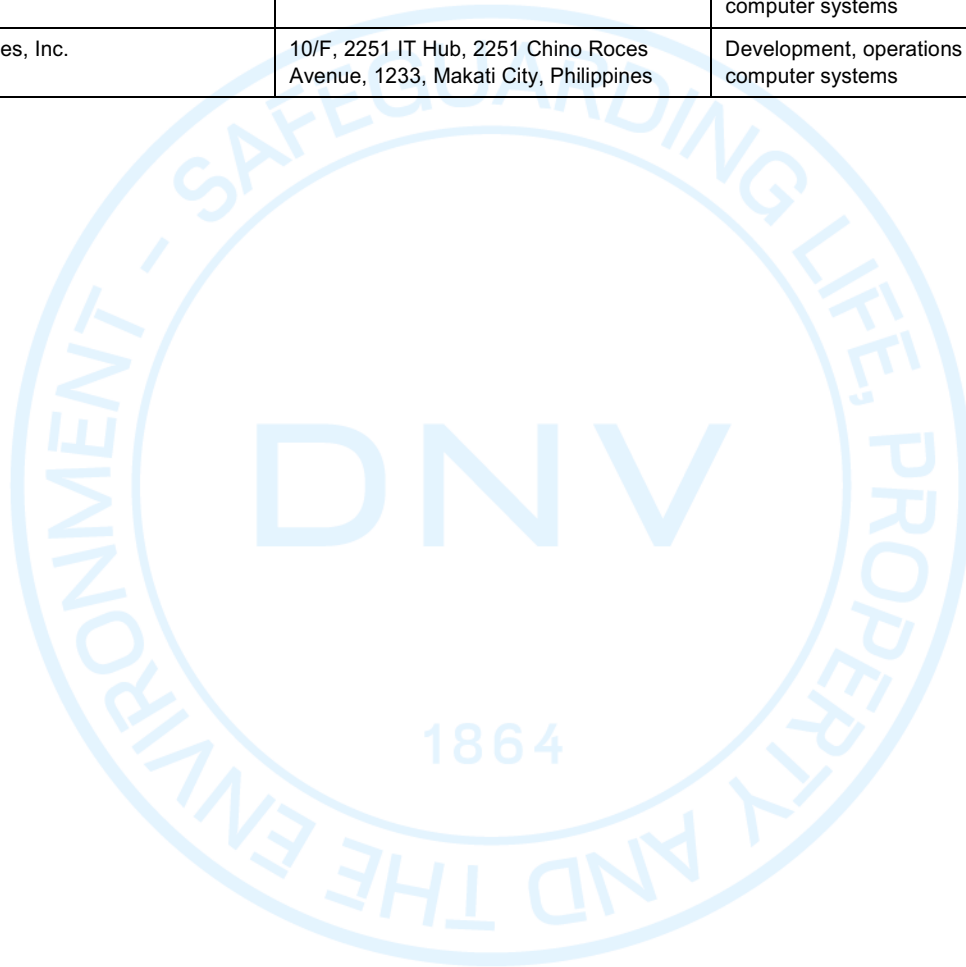 computer systems
es, Inc.
10/F, 2251 IT Hub, 2251 Chino Roces
Avenue, 1233, Makati City, Philippines
Development, operations
computer systems
SAFEGUARDING LIFE, PROPERTY AND THE ENVIRONMENT -
DNV
1864